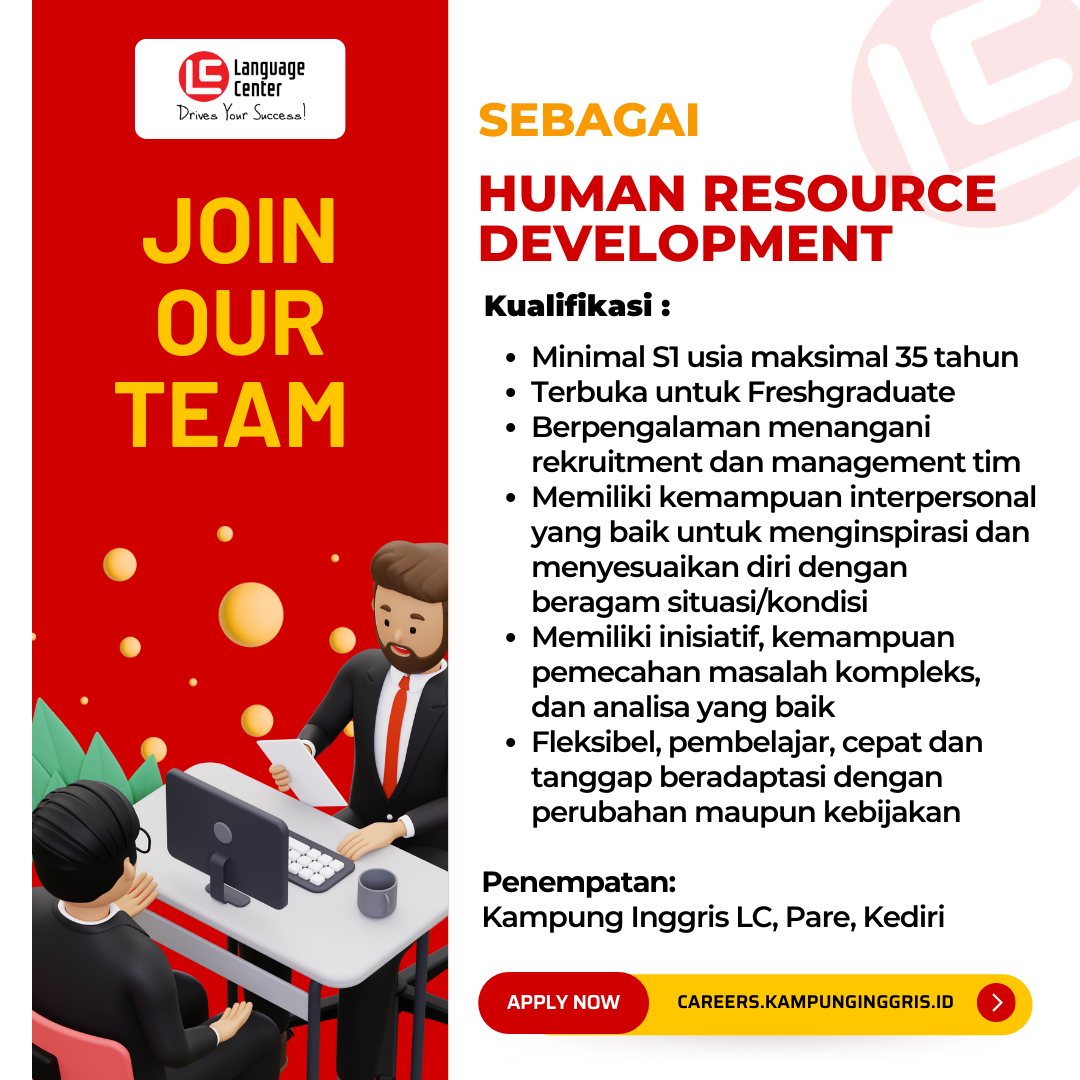 Language
Center
Drives Your Success!
JOIN
OUR
TEAM
SEBAGAI
HUMAN RESOURCE
DEVELOPMENT
Kualifikasi :
• Minimal S1 usia maksimal 35 tahun
• Terbuka untuk Freshgraduate
• Berpengalaman menangani
rekruitment dan management tim
• Memiliki kemampuan interpersonal
yang baik untuk menginspirasi dan
menyesuaikan diri dengan
beragam situasi/kondisi
• Memiliki inisiatif, kemampuan
pemecahan masalah kompleks,
dan analisa yang baik
• Fleksibel, pembelajar, cepat dan
tanggap beradaptasi dengan
perubahan maupun kebijakan
Penempatan:
Kampung Inggris LC, Pare, Kediri
APPLY NOW CAREERS.KAMPUNGINGGRIS.ID